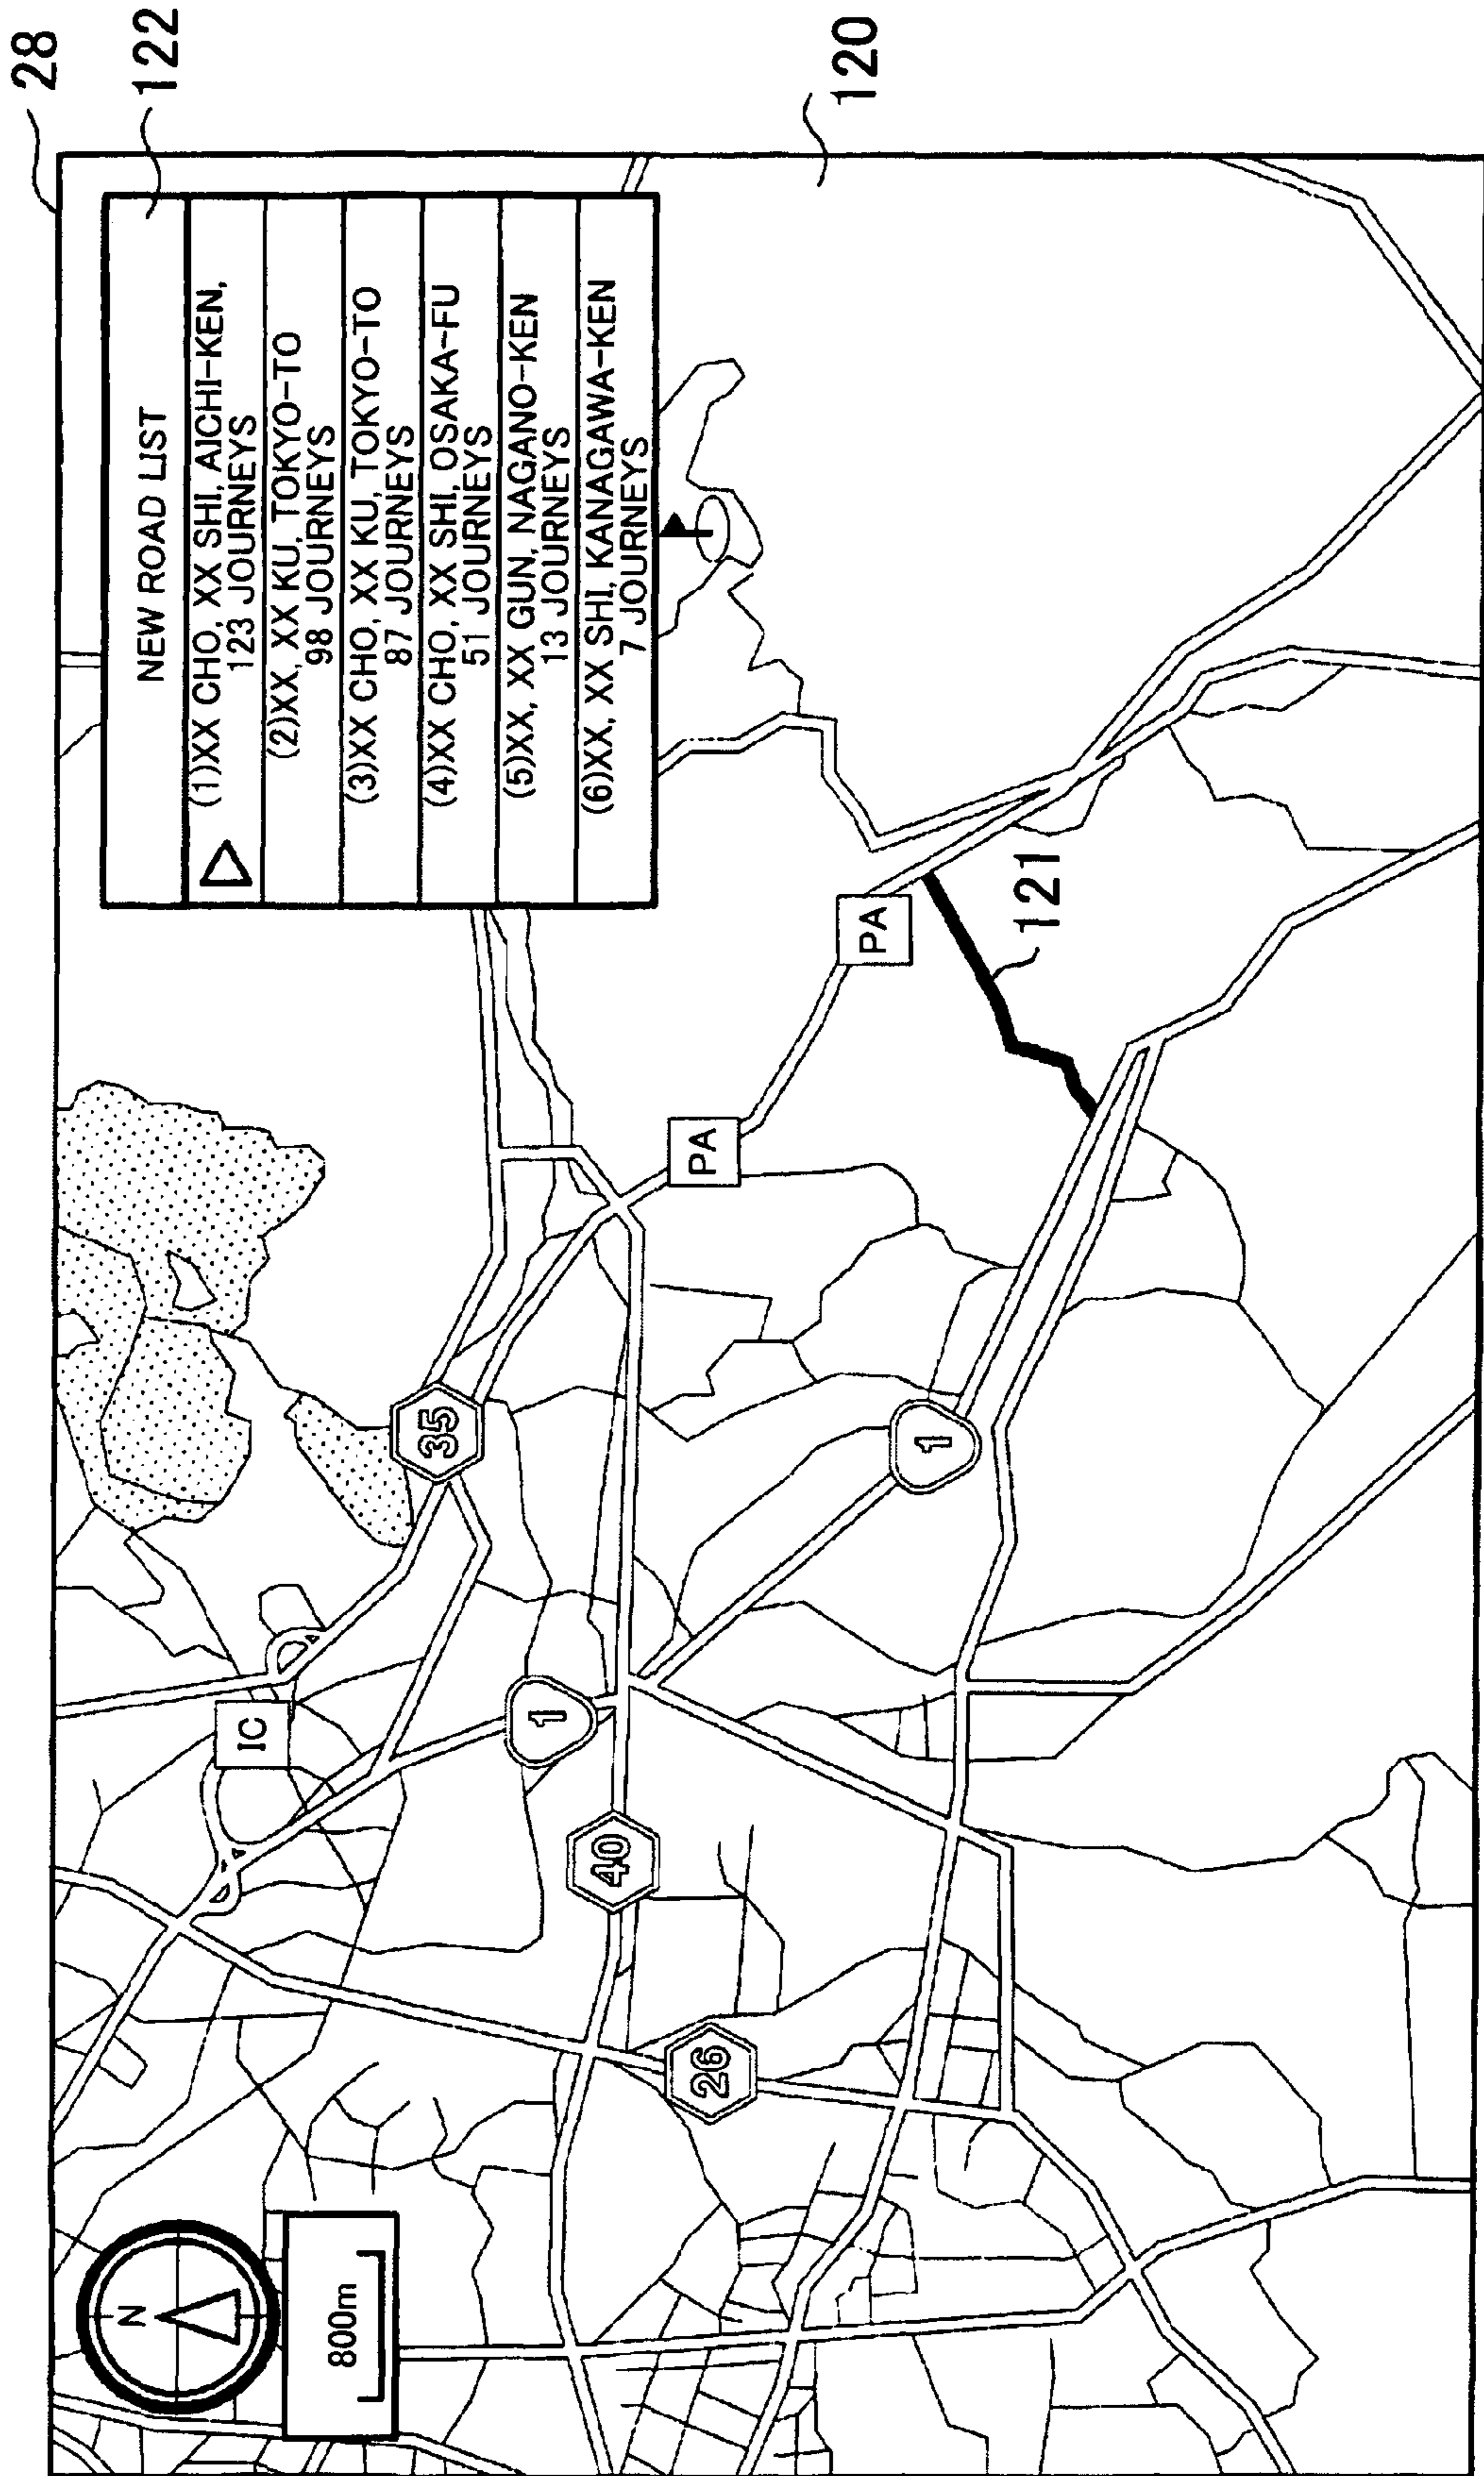 28
122
NEW ROAD LIST
(1)XX CHO, XX SHI, AICHI-KEN,
123 JOURNEYS
(2)XX, XX KU, TOKYO-TO
98 JOURNEYS
(3)XX CHO, XX KU, TOKYO-TO
87 JOURNEYS
(4)XX CHO, XX SHI, OSAKA-FU
51 JOURNEYS
(5)XX, XX GUN, NAGANO-KEN
13 JOURNEYS
(6)XX, XX SHI, KANAGAWA-KEN
7 JOURNEYS
120
N
800m
IC
35
1
40
26
PA
PA
1
121